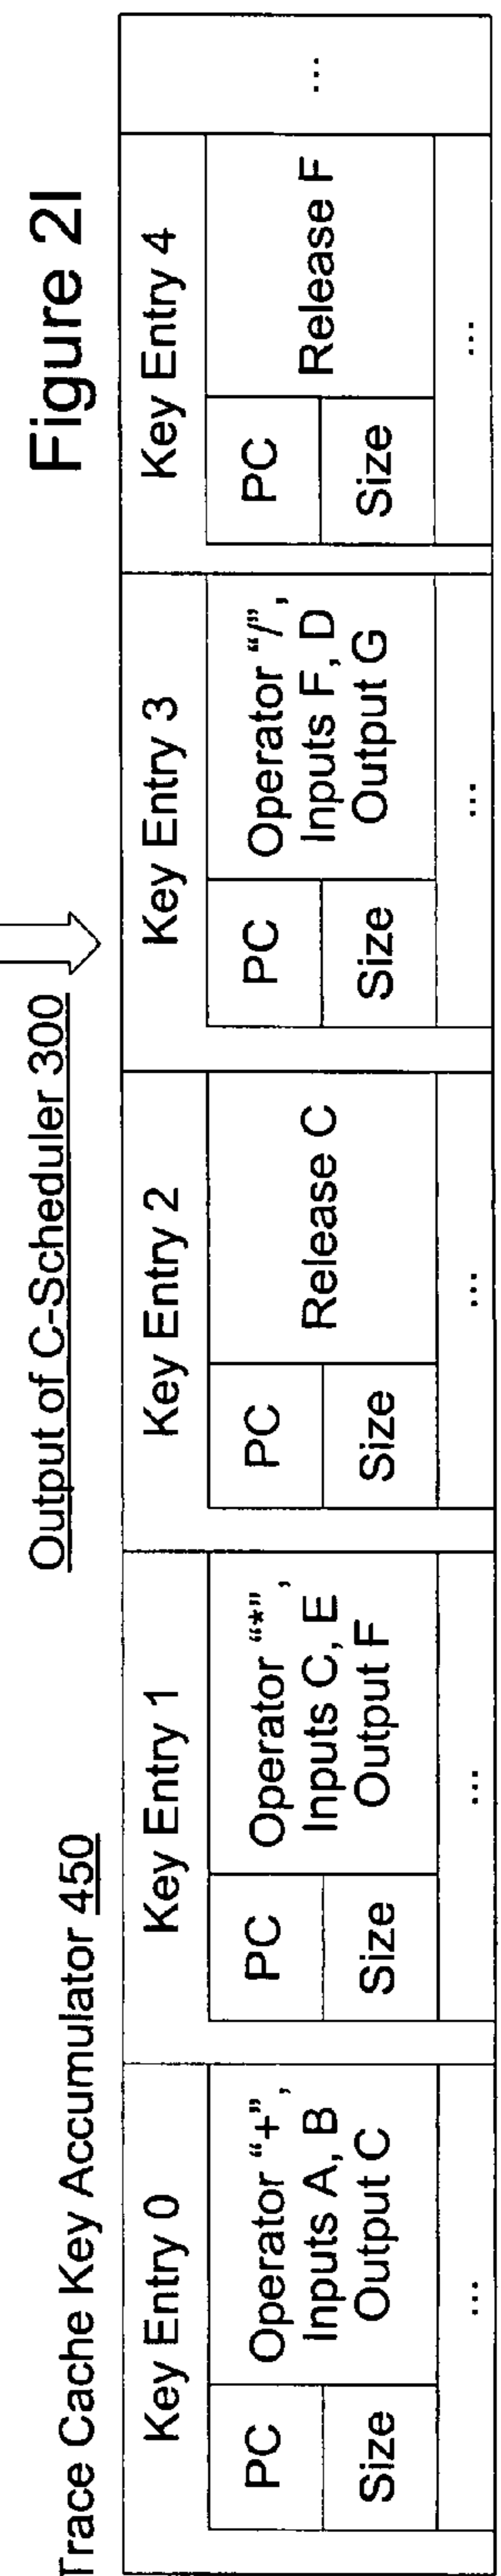 Figure 2I
Output of C-Scheduler 300
Trace Cache Key Accumulator 450
Key Entry 0
PC
Size
Operator “+”,
Inputs A, B
Output C
...
Key Entry 1
PC
Size
Operator “*”,
Inputs C, E
Output F
...
Key Entry 2
PC
Size
Release C
...
Key Entry 3
PC
Size
Operator “/”,
Inputs F, D
Output G
...
Key Entry 4
PC
Size
Release F
...
...